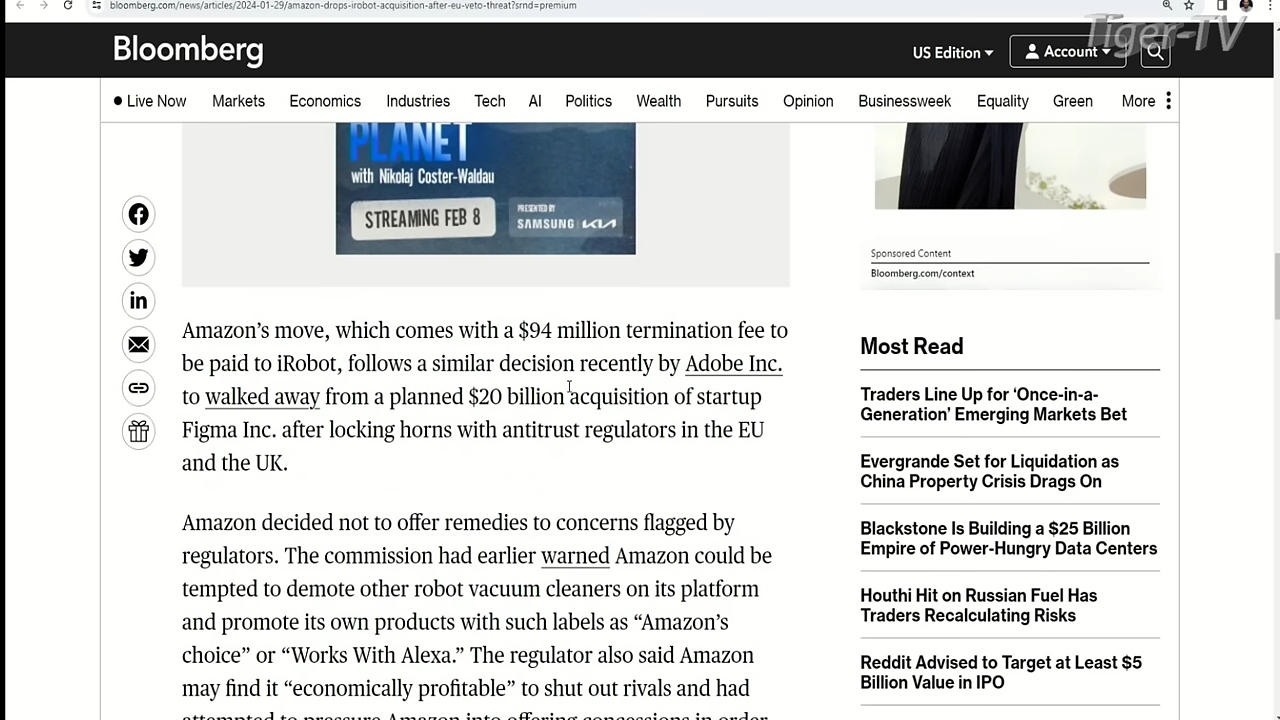 bloomberg.com/news/articles/2024-01-29/amazon-drops-irobot-acquisition-after-eu-veto-threat?srnd=premium
Tiger-TV
Bloomberg
US Edition
Account
Live Now Markets Economics Industries Tech AI Politics Wealth Pursuits Opinion Businessweek Equality Green More
PLANET
with Nikolaj Coster-Waldau
STREAMING FEB 8
PRESENTED BY
SAMSUNG KIA
Sponsored Content
Bloomberg.com/context
Amazon’s move, which comes with a $94 million termination fee to
be paid to iRobot, follows a similar decision recently by Adobe Inc.
to walked away from a planned $20 billion acquisition of startup
Figma Inc. after locking horns with antitrust regulators in the EU
and the UK.
Amazon decided not to offer remedies to concerns flagged by
regulators. The commission had earlier warned Amazon could be
tempted to demote other robot vacuum cleaners on its platform
and promote its own products with such labels as “Amazon’s
choice” or “Works With Alexa.” The regulator also said Amazon
may find it “economically profitable” to shut out rivals and had
attempted to pressure Amazon into offering concessions in order
Most Read
Traders Line Up for ‘Once-in-a-
Generation’ Emerging Markets Bet
Evergrande Set for Liquidation as
China Property Crisis Drags On
Blackstone Is Building a $25 Billion
Empire of Power-Hungry Data Centers
Houthi Hit on Russian Fuel Has
Traders Recalculating Risks
Reddit Advised to Target at Least $5
Billion Value in IPO